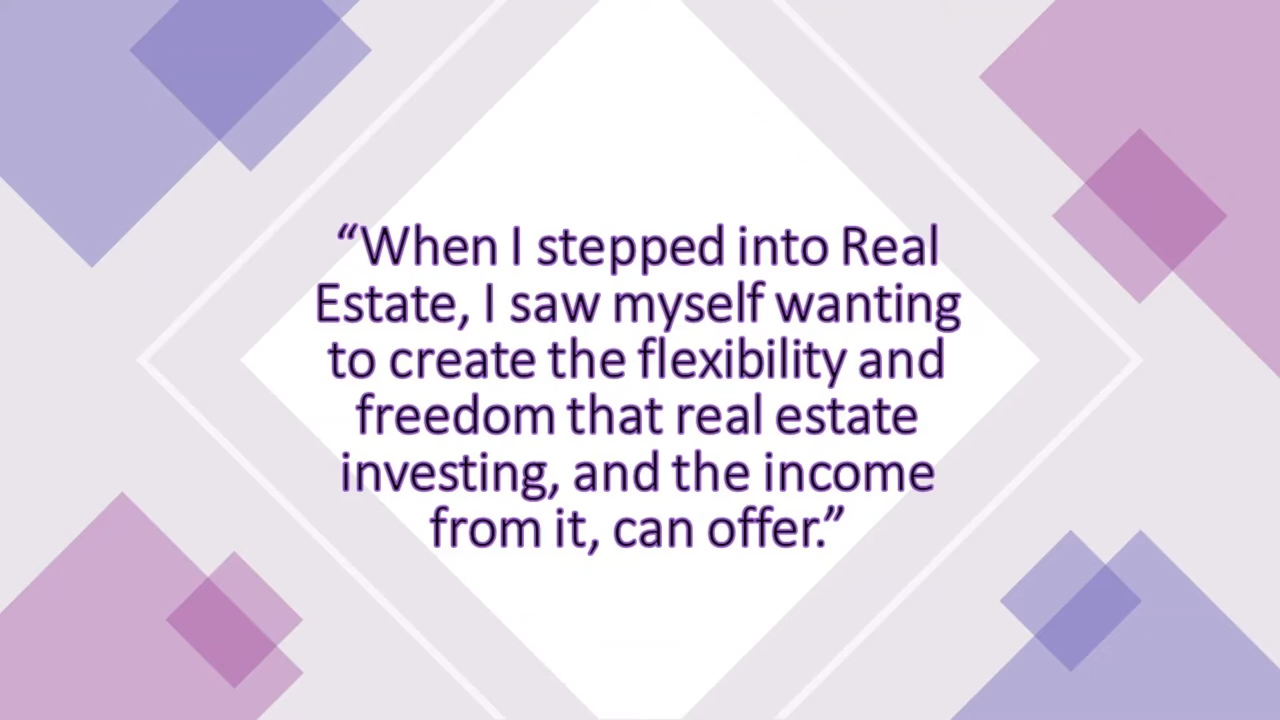 “When I stepped into Real
Estate, I saw myself wanting
to create the flexibility and
freedom that real estate
investing, and the income
from it, can offer.”